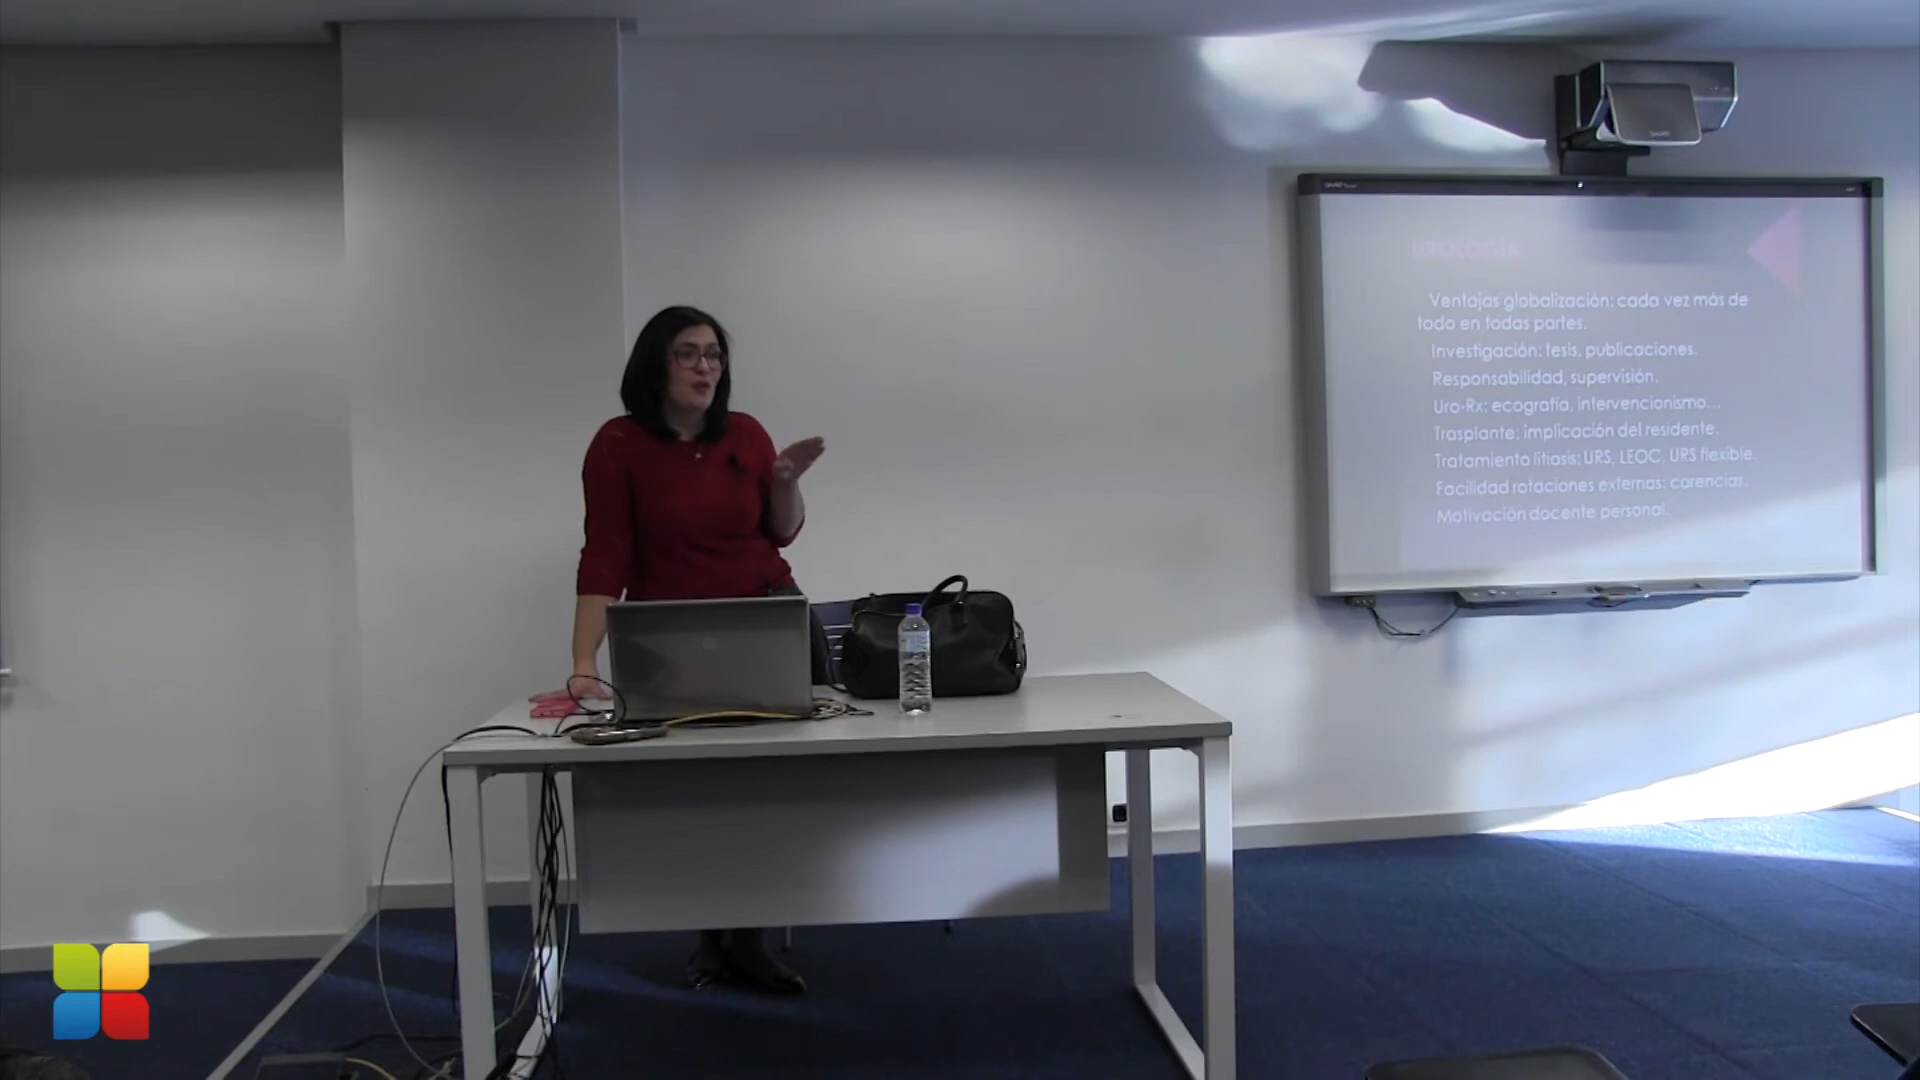 UROLOGÍA
Ventajas globalización: cada vez más de
todo en todas partes.
Investigación: tesis, publicaciones.
Responsabilidad, supervisión.
Uro-Rx: ecografía, intervencionismo...
Trasplante: implicación del residente.
Tratamiento litiasis: URS, LEOC, URS flexible.
Facilidad rotaciones externas: carencias.
Motivación docente personal.